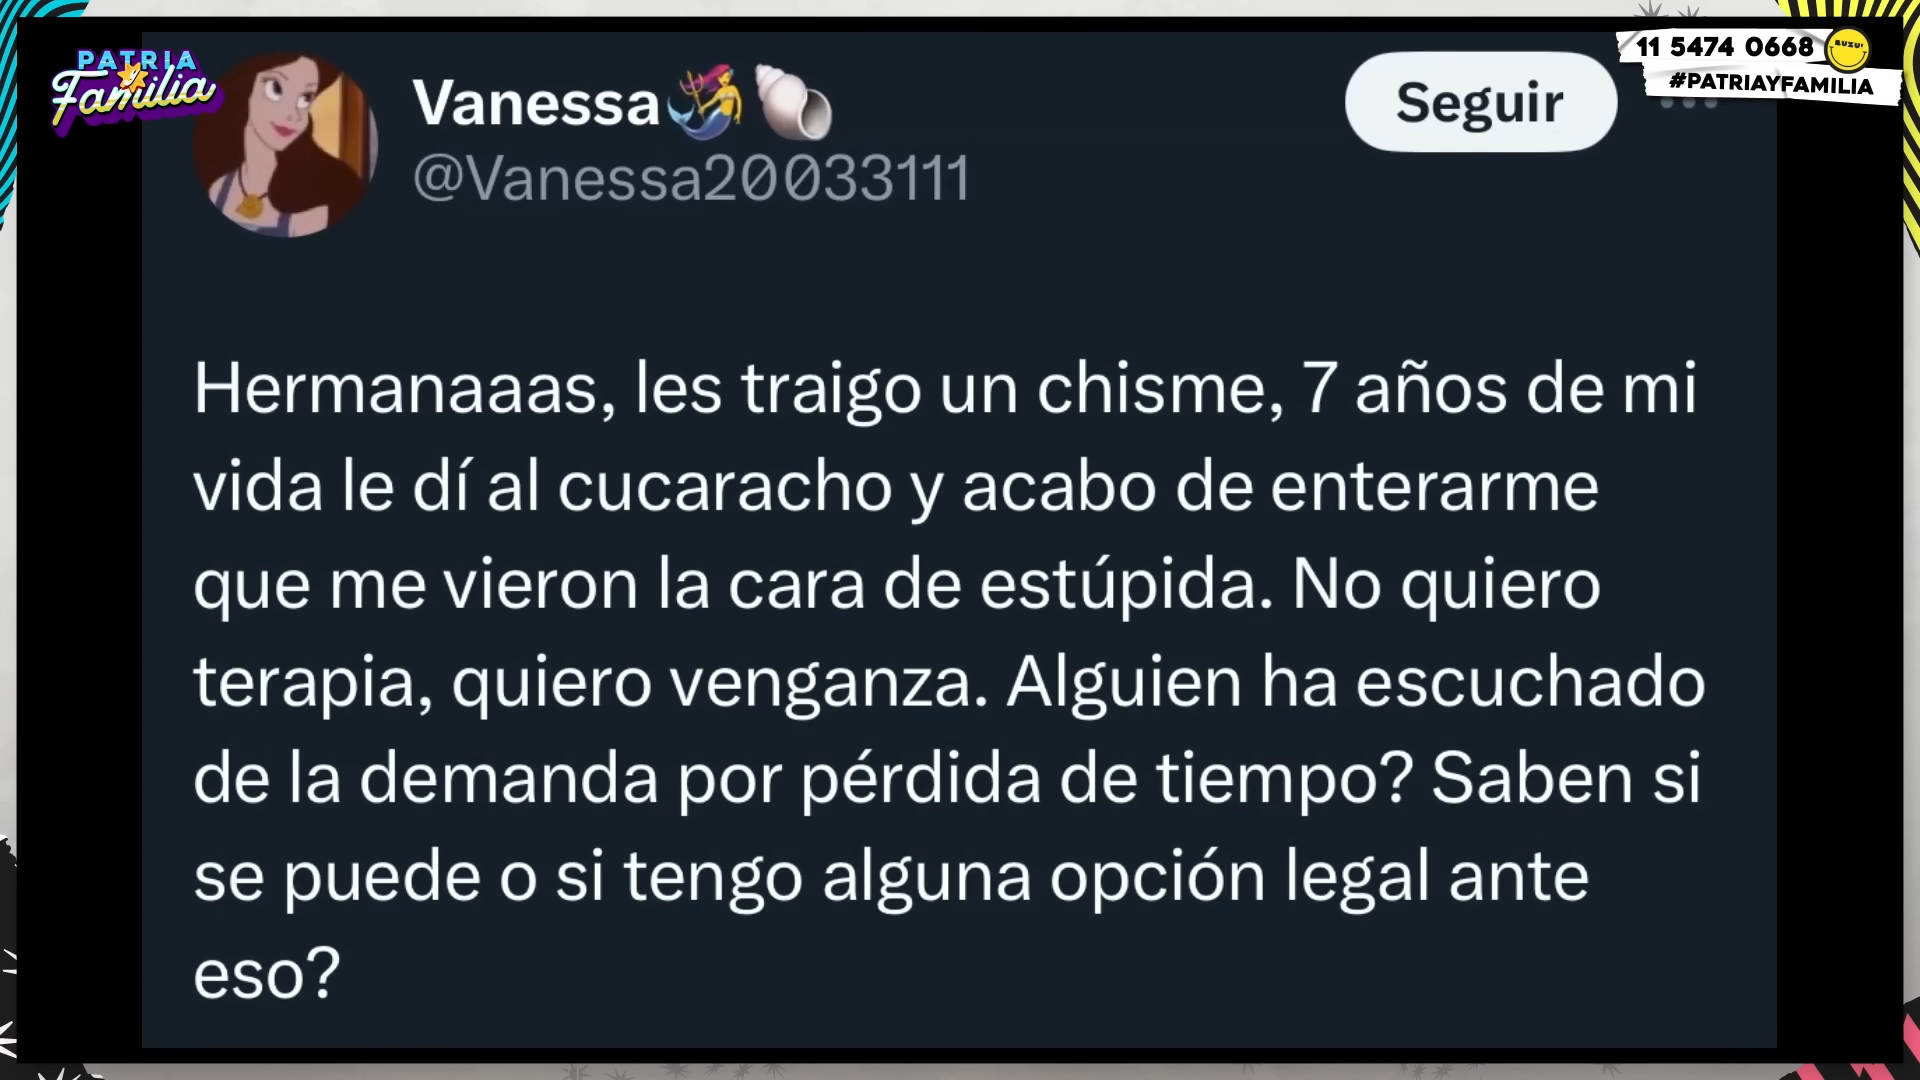 PATRIA
y
Familia
11 5474 0668
BUZU!
#PATRIAYFAMILIA
Vanessa🧜‍♀️🐚
@Vanessa20033111
Seguir
Hermanaaas, les traigo un chisme, 7 años de mi
vida le dí al cucaracho y acabo de enterarme
que me vieron la cara de estúpida. No quiero
terapia, quiero venganza. Alguien ha escuchado
de la demanda por pérdida de tiempo? Saben si
se puede o si tengo alguna opción legal ante
eso?